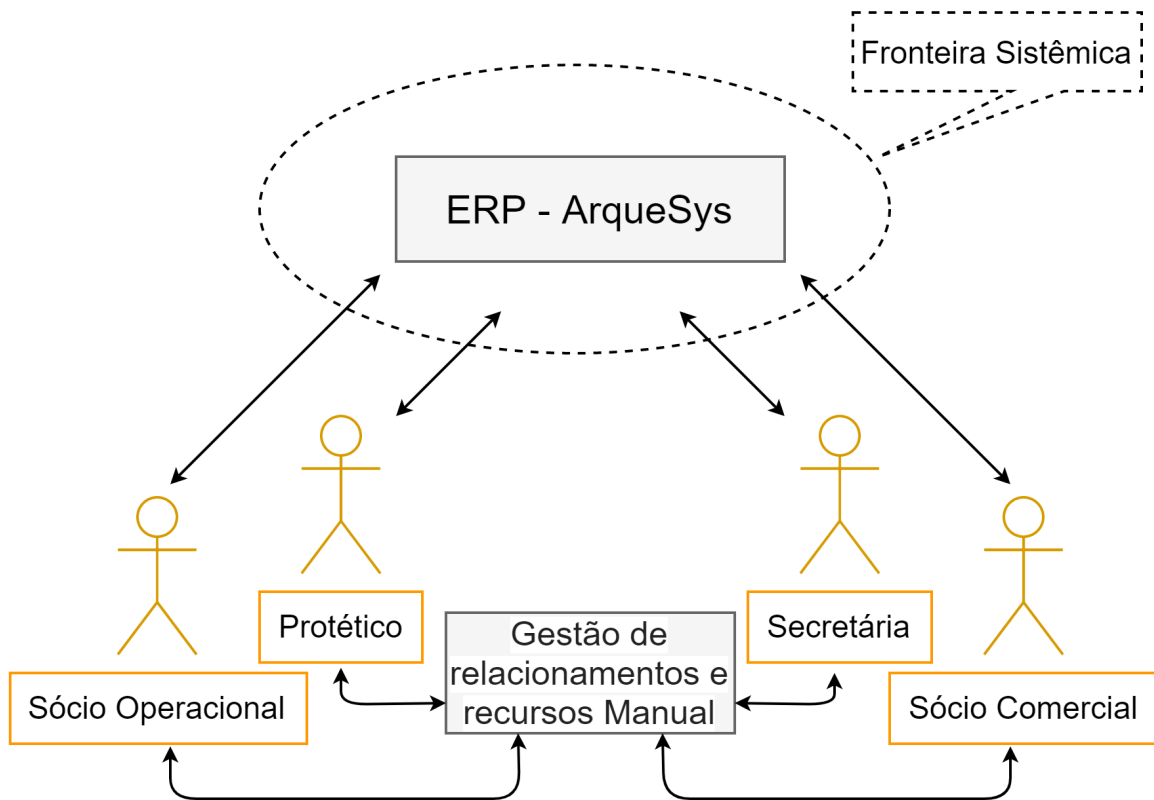 Fronteira Sistêmica
ERP - ArqueSys
Protético
Secretária
Gestão de
relacionamentos e
recursos Manual
Sócio Operacional
Sócio Comercial